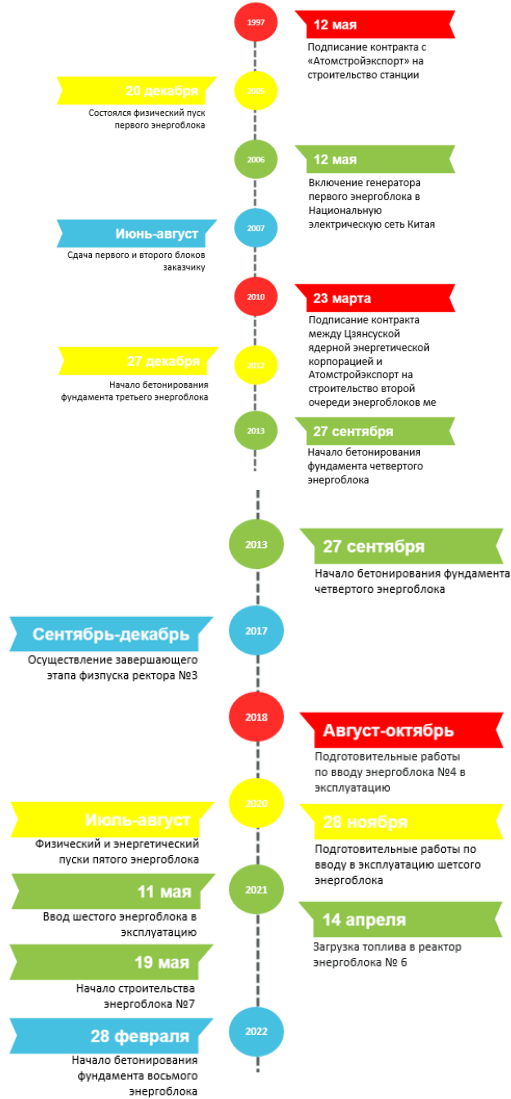 1997
12 мая
Подписание контракта с
«Атомстройэкспорт» на
строительство станции
20 декабря
2005
Состоялся физический пуск
первого энергоблока
2006
12 мая
Включение генератора
первого энергоблока в
Национальную
электрическую сеть Китая
Июнь-август
2007
Сдача первого и второго блоков
заказчику
2010
23 марта
Подписание контракта
между Цзянсуской
ядерной энергетической
корпорацией и
Атомстройэкспорт на
строительство второй
очереди энергоблоков ме
27 декабря
Начало бетонирования
фундамента третьего энергоблока
2013
27 сентября
Начало бетонирования
фундамента четвертого
энергоблока
2013
27 сентября
Начало бетонирования фундамента
четвертого энергоблока
Сентябрь-декабрь
2017
Осуществление завершающего
этапа физпуска ректора №3
2018
Август-октябрь
Подготовительные работы
по вводу энергоблока №4 в
эксплуатацию
2020
Июль-август
Физический и энергетический
пуски пятого энергоблока
28 ноября
Подготовительные работы по
вводу в эксплуатацию шетсого
энергоблока
11 мая
2021
Ввод шестого энергоблока в
эксплуатацию
14 апреля
Загрузка топлива в реактор
энергоблока № 6
19 мая
Начало строительства
энергоблока №7
28 февраля
2022
Начало бетонирования
фундамента восьмого
энергоблока